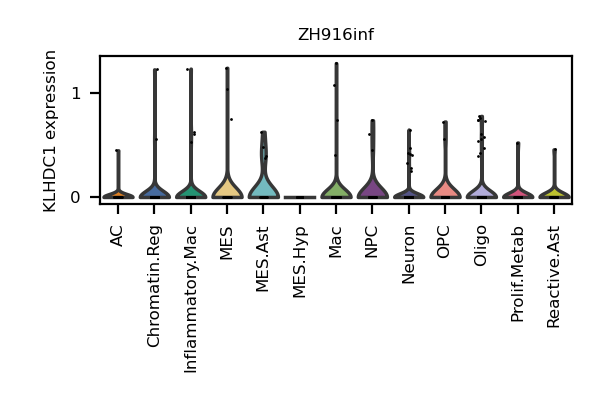 ZH916inf
KLHDC1 expression
1
0
AC
Chromatin.Reg
Inflammatory.Mac
MES
MES.Ast
MES.Hyp
Mac
NPC
Neuron
OPC
Oligo
Prolif.Metab
Reactive.Ast